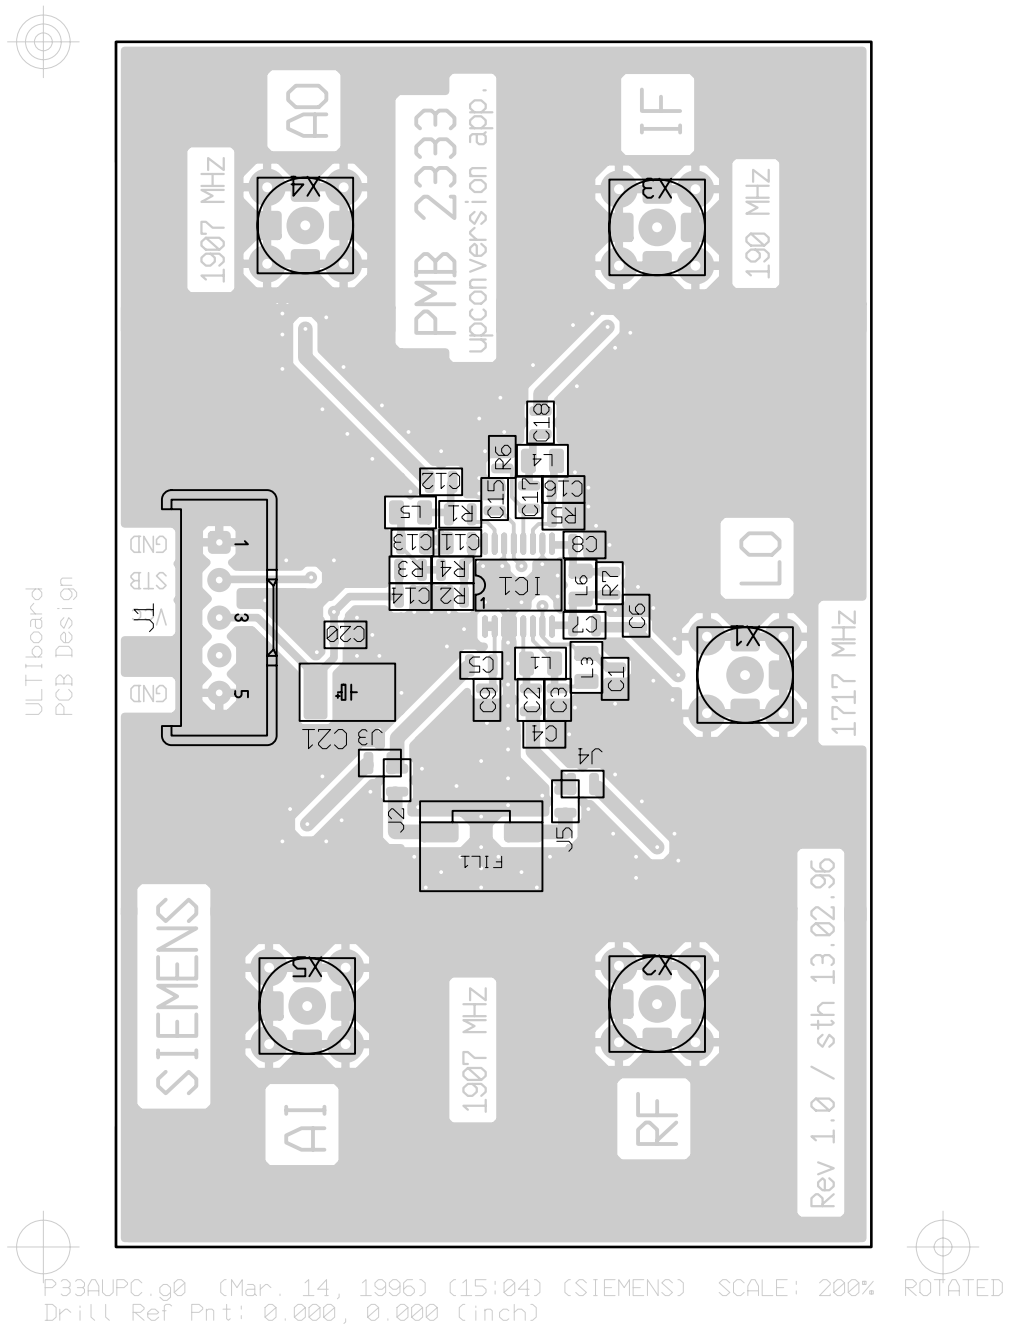 AO
IF
PMB 2333
upconversion app.
1907 MHz
190 MHz
X4
X3
C18
R6
L4
C12
C15
C17
C16
L5
R1
R5
C13
C11
C8
GND
1
LO
R3
R4
IC1
L6
R7
STB
C14
R2
1
J1
V
3
C20
C7
C6
X1
ULTIboard
PCB Design
C5
L1
L3
C1
1717 MHz
GND
5
C9
C2
C3
C21
J3
C4
J4
J2
J5
FIL1
SIEMENS
X5
X2
1907 MHz
Rev 1.0 / sth 13.02.96
AI
RF
P33AUPC.g0 (Mar. 14, 1996) (15:04) (SIEMENS) SCALE: 200% ROTATED
Drill Ref Pnt: 0.000, 0.000 (inch)